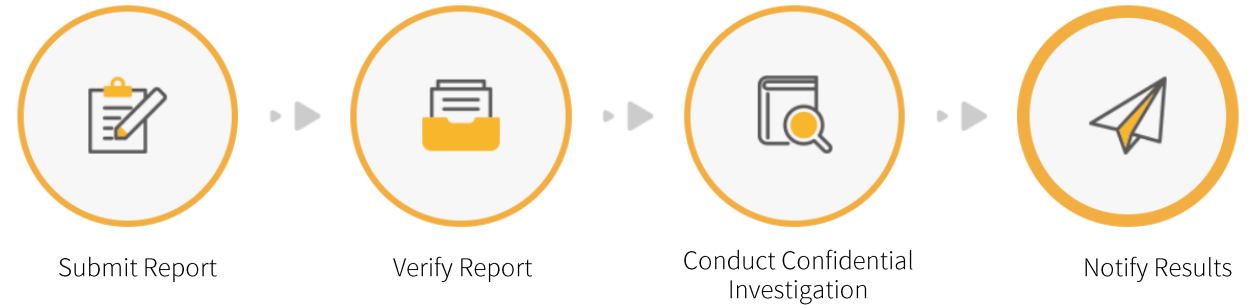 Submit Report
Verify Report
Conduct Confidential
Investigation
Notify Results